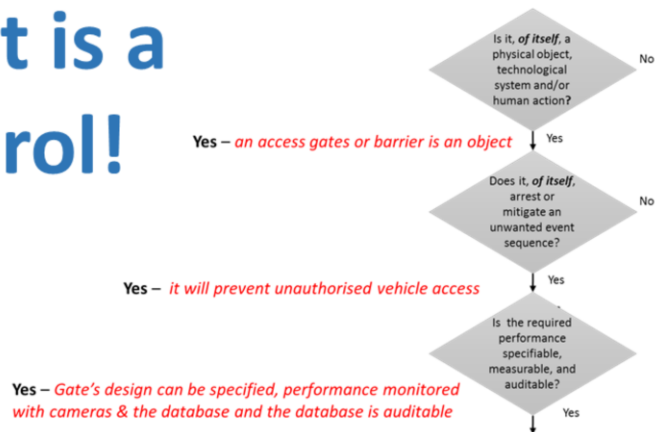 t is a
rol!
Is it, of itself, a
physical object,
technological
system and/or
human action?
No
Yes – an access gates or barrier is an object
Yes
Does it, of itself,
arrest or
mitigate an
unwanted event
sequence?
No
Yes
Yes – it will prevent unauthorised vehicle access
Is the required
performance
specifiable,
measurable, and
auditable?
Yes – Gate's design can be specified, performance monitored
with cameras & the database and the database is auditable
Yes